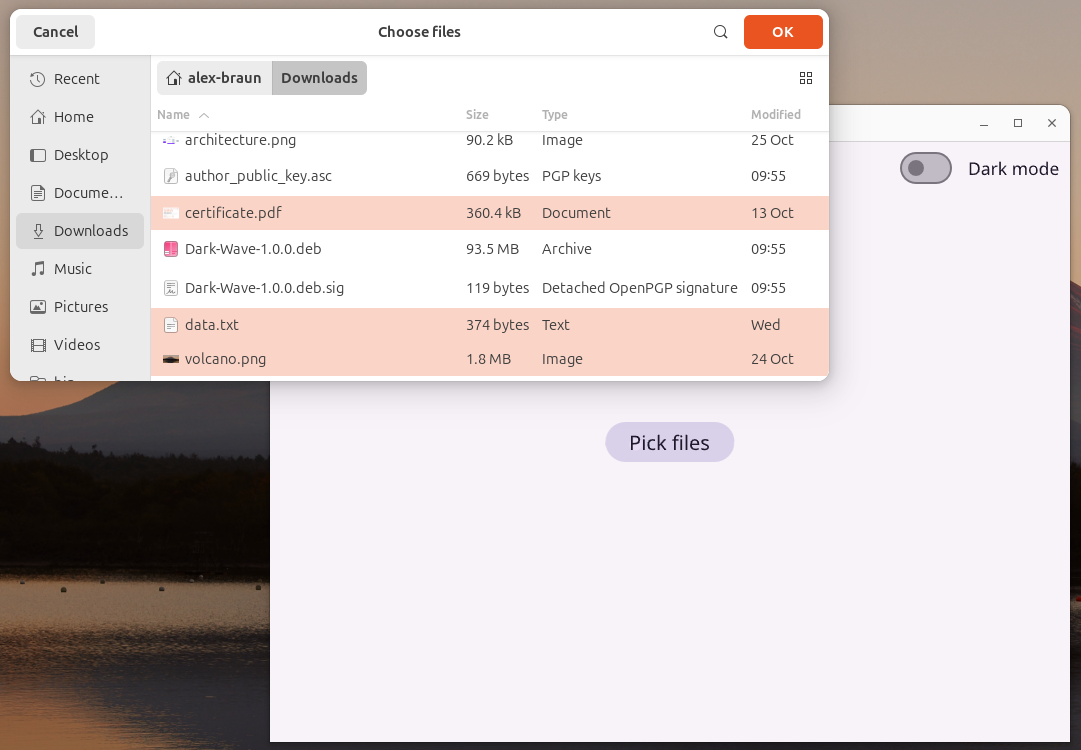 Cancel
Choose files
OK
Recent
Home
Desktop
Docume…
Downloads
Music
Pictures
Videos
alex-braun
Downloads
Name Size Type Modified
architecture.png 90.2 kB Image 25 Oct
author_public_key.asc 669 bytes PGP keys 09:55
certificate.pdf 360.4 kB Document 13 Oct
Dark-Wave-1.0.0.deb 93.5 MB Archive 09:55
Dark-Wave-1.0.0.deb.sig 119 bytes Detached OpenPGP signature 09:55
data.txt 374 bytes Text Wed
volcano.png 1.8 MB Image 24 Oct
Dark mode
Pick files